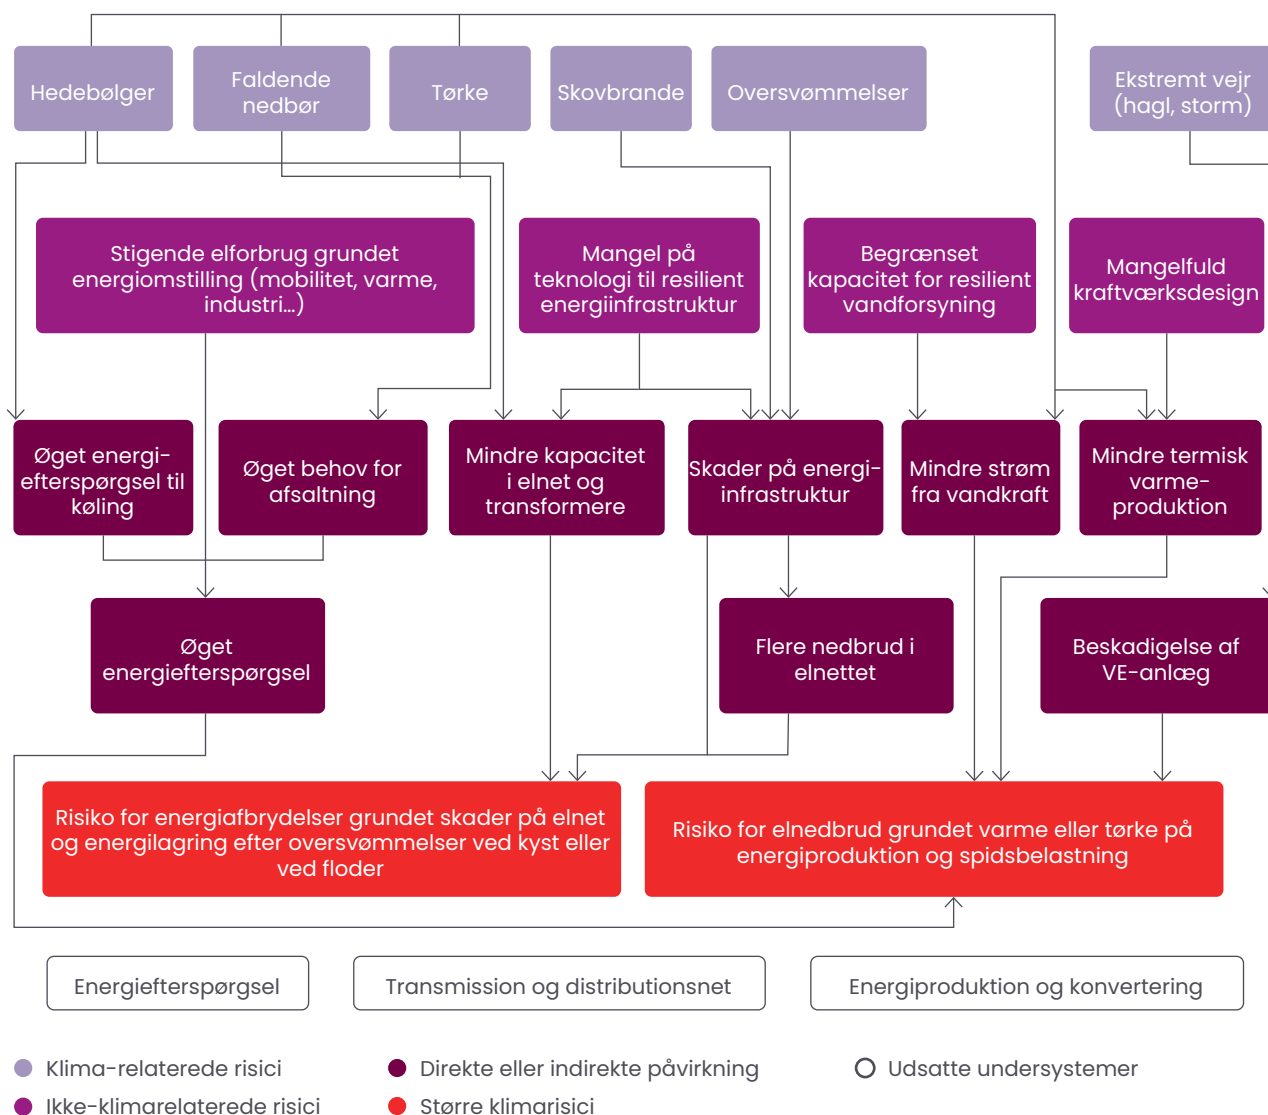 Hedebølger
Faldende
nedbør
Tørke
Skovbrande
Oversvømmelser
Ekstremt vejr
(hagl, storm)
Stigende elforbrug grundet
energiomstilling (mobilitet, varme,
industri...)
Mangel på
teknologi til resilient
energiinfrastruktur
Begrænset
kapacitet for resilient
vandforsyning
Mangelfuld
kraftværksdesign
Øget energi-
efterspørgsel til
køling
Øget behov for
afsaltning
Mindre kapacitet
i elnet og
transformere
Skader på energi-
infrastruktur
Mindre strøm
fra vandkraft
Mindre termisk
varme-
produktion
Øget
energiefterspørgsel
Flere nedbrud i
elnettet
Beskadigelse af
VE-anlæg
Risiko for energiafbrydelser grundet skader på elnet
og energilagring efter oversvømmelser ved kyst eller
ved floder
Risiko for elnedbrud grundet varme eller tørke på
energiproduktion og spidsbelastning
Energiefterspørgsel
Transmission og distributionsnet
Energiproduktion og konvertering
Klima-relaterede risici
Direkte eller indirekte påvirkning
Udsatte undersystemer
Ikke-klimarelaterede risici
Større klimarisici